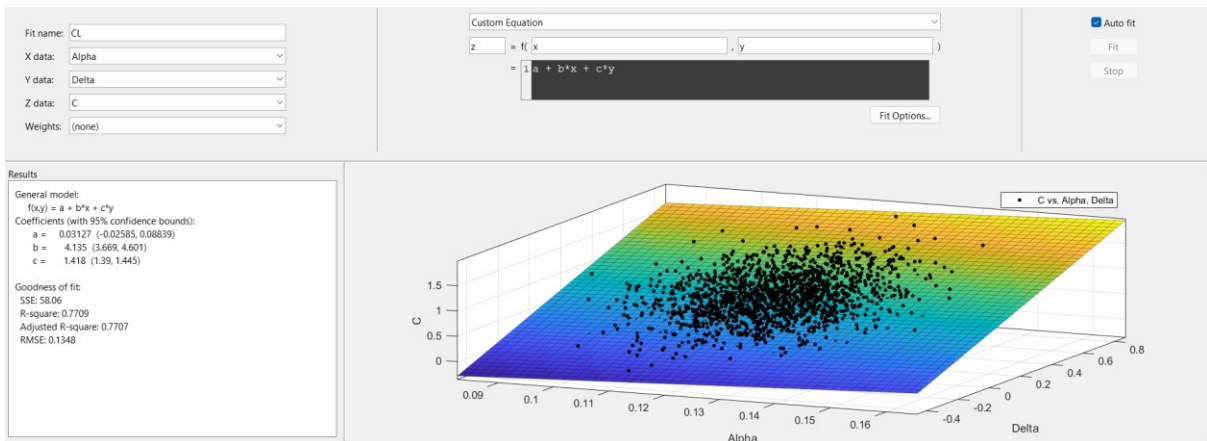 Fit name: CL
X data: Alpha
Y data: Delta
Z data: C
Weights: (none)
Custom Equation
z = f( x , y )
= 1 a + b*x + c*y
Fit Options...
Auto fit
Fit
Stop
Results
General model:
f(x,y) = a + b*x + c*y
Coefficients (with 95% confidence bounds):
a = 0.03127 (-0.02585, 0.08839)
b = 4.135 (3.669, 4.601)
c = 1.418 (1.39, 1.445)
Goodness of fit:
SSE: 58.06
R-square: 0.7709
Adjusted R-square: 0.7707
RMSE: 0.1348
C vs. Alpha, Delta
1.5
1
0.5
0
C
0.09
0.1
0.11
0.12
0.13
0.14
0.15
0.16
Alpha
-0.4
-0.2
0
0.2
0.4
0.6
0.8
Delta